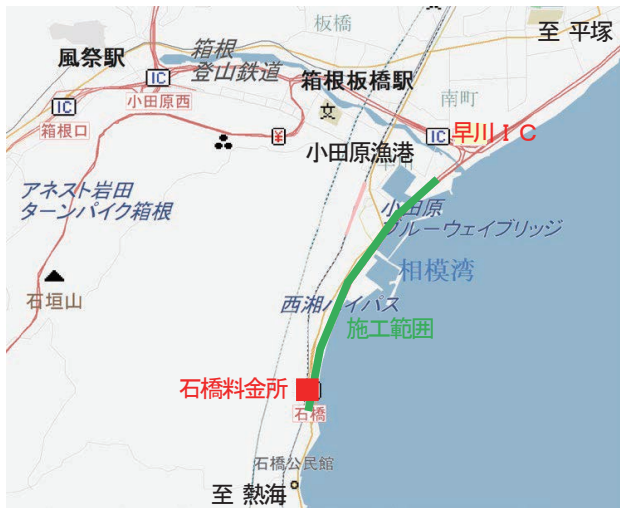 板橋
至 平塚
風祭駅
箱根
登山鉄道
IC
箱根板橋駅
小田原西
IC
文
南町
箱根口
¥
IC
早川IC
小田原漁港
アネスト岩田
ターンパイク箱根
小田原
ブルーウェイブリッジ
相模湾
石垣山
西湘バイパス
施工範囲
石橋料金所
石橋
石橋公民館
至 熱海